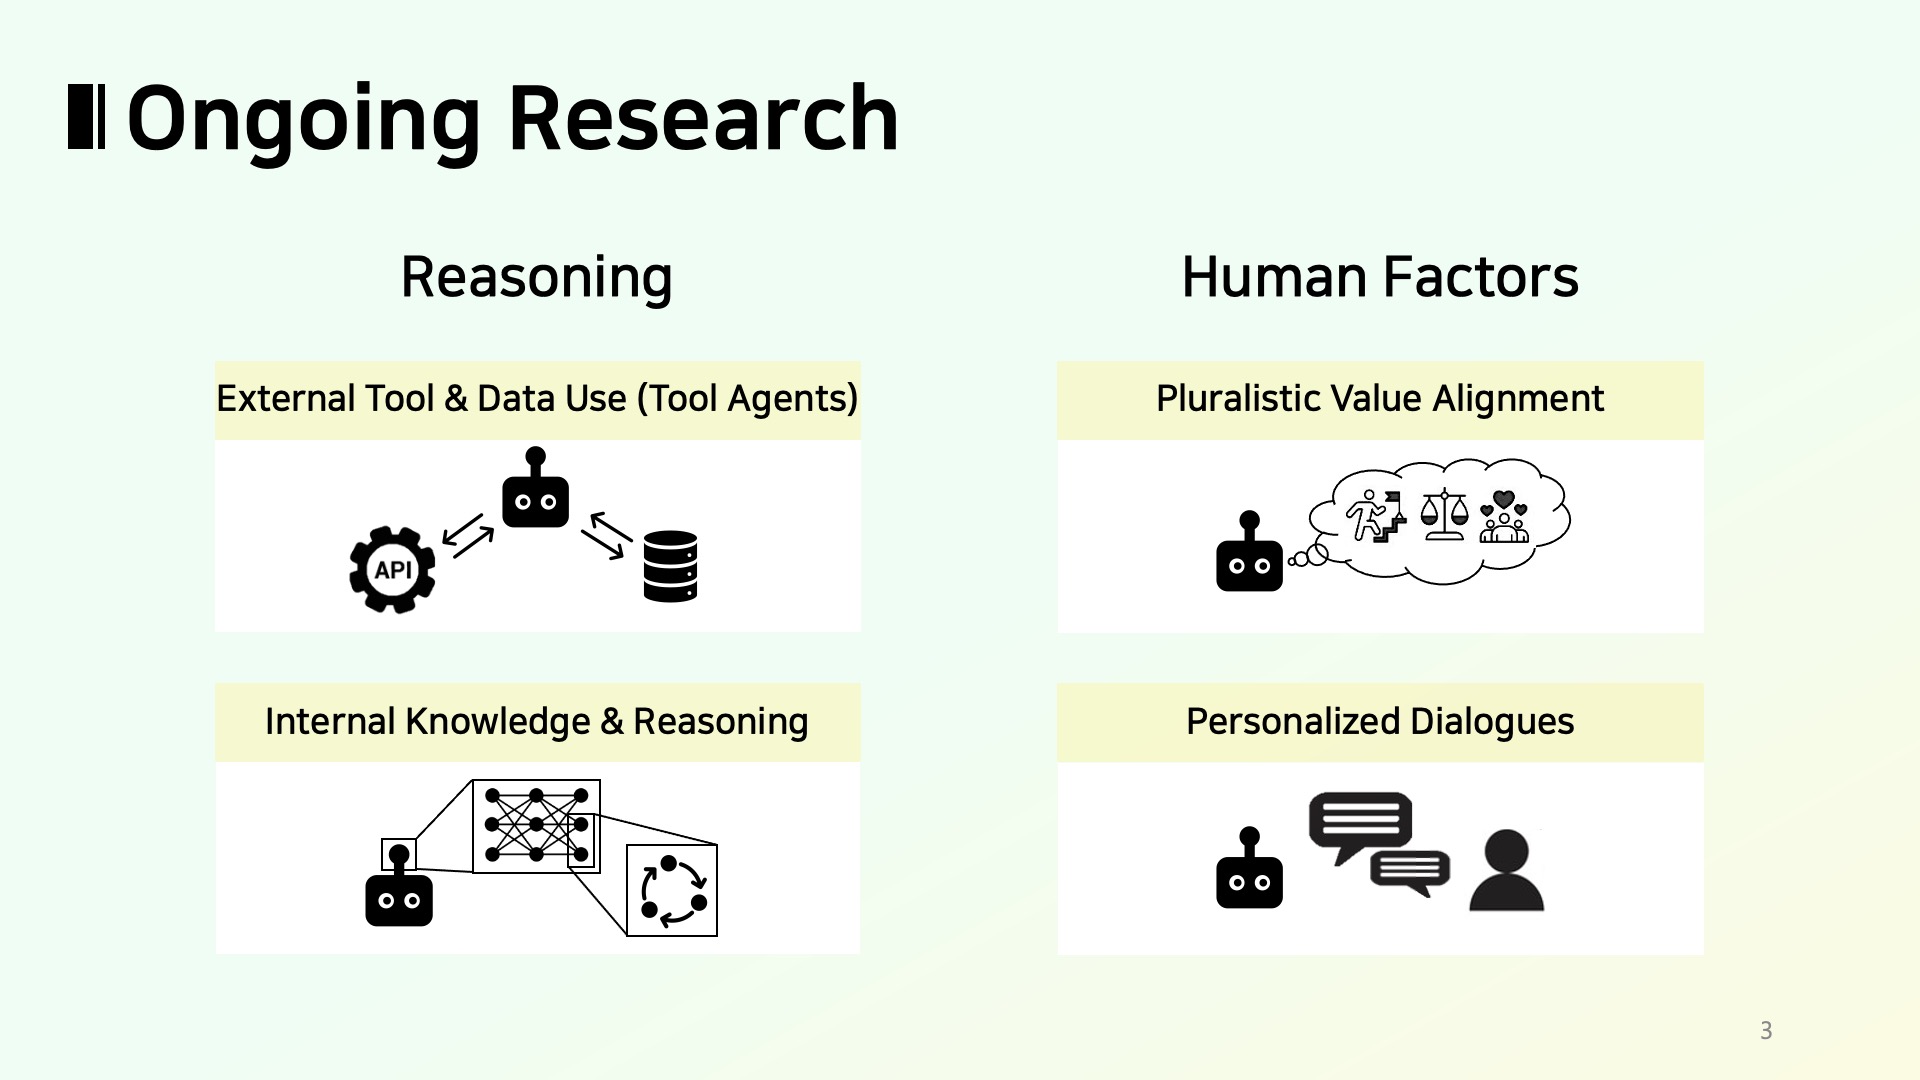 Ongoing Research
Reasoning
External Tool & Data Use (Tool Agents)
API
Internal Knowledge & Reasoning
Human Factors
Pluralistic Value Alignment
Personalized Dialogues
3